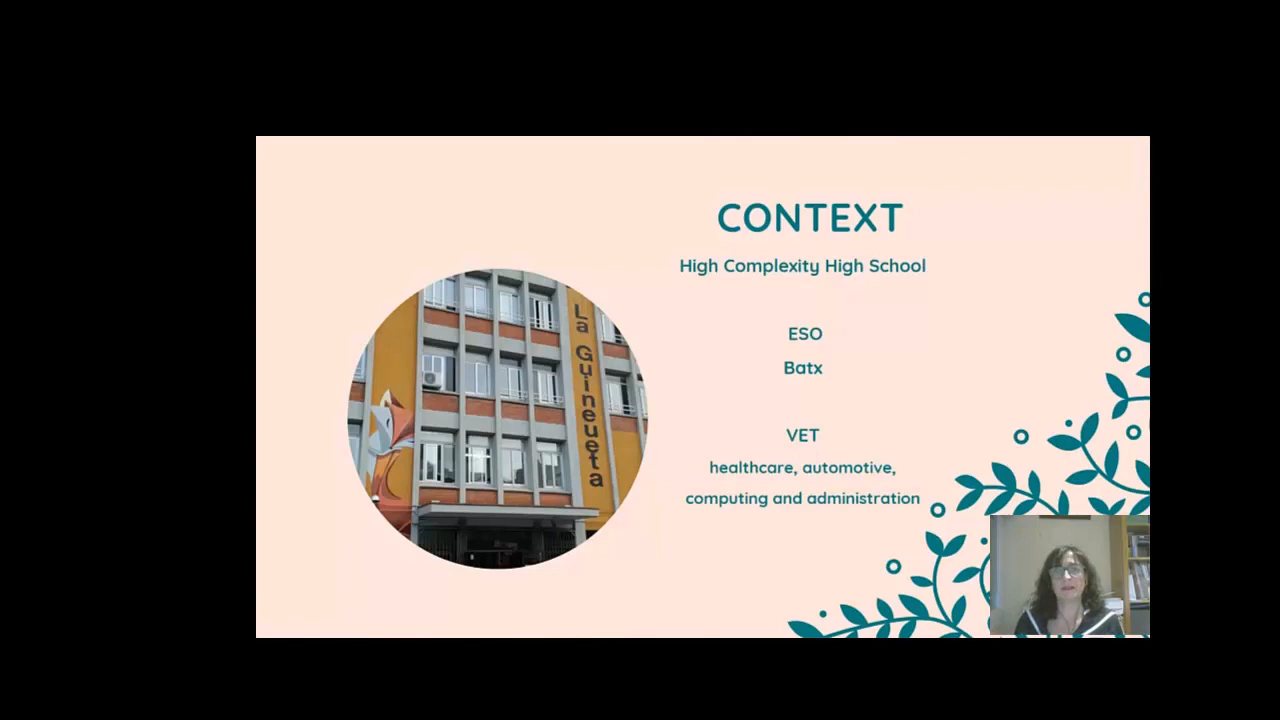 CONTEXT
High Complexity High School
ESO
Batx
VET
healthcare, automotive,
computing and administration
La Guineueta